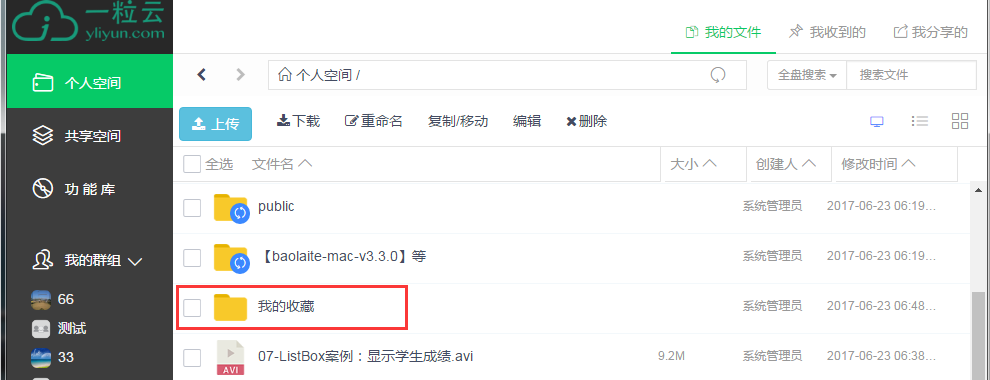 一粒云
yliyun.com
我的文件 我收到的 我分享的
个人空间
共享空间
功能库
我的群组
66
测试
33
个人空间 /
全盘搜索 搜索文件
上传 下载 重命名 复制/移动 编辑 删除
全选 文件名 大小 创建人 修改时间
public 系统管理员 2017-06-23 06:19...
【baolaite-mac-v3.3.0】等 系统管理员 2017-06-23 06:19...
我的收藏 系统管理员 2017-06-23 06:48...
AVI 07-ListBox案例：显示学生成绩.avi 9.2M 系统管理员 2017-06-23 06:38...